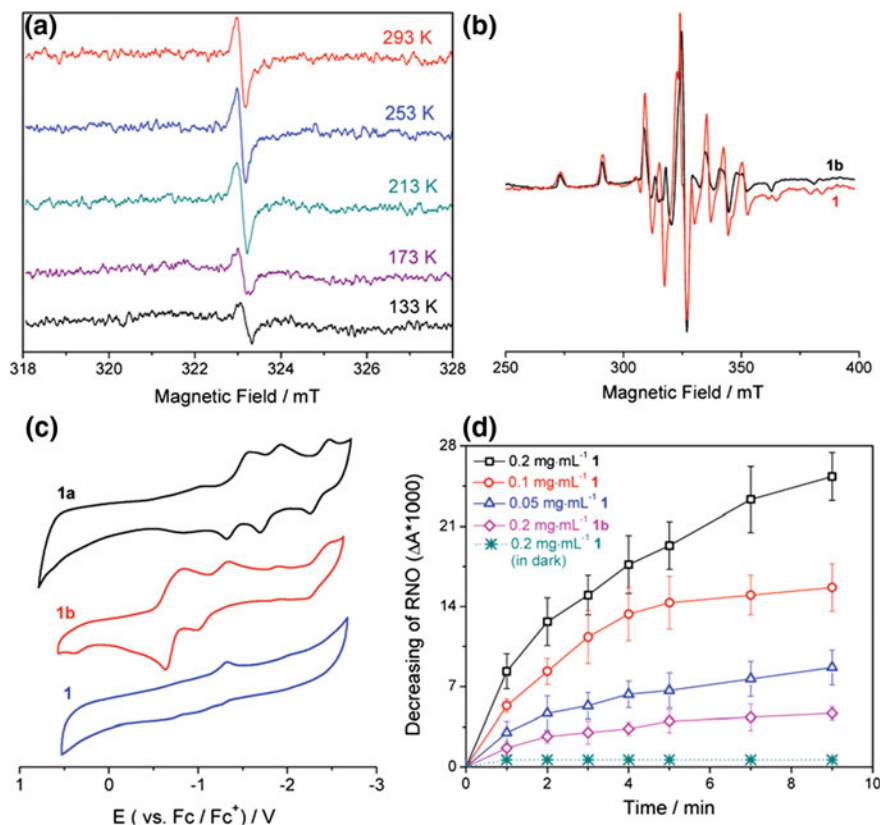 (a)
293 K
253 K
213 K
173 K
133 K
318 320 322 324 326 328
Magnetic Field / mT
(b)
1b
1
250 300 350 400
Magnetic Field / mT
(c)
1a
1b
1
1 0 -1 -2 -3
E ( vs. Fc / Fc⁺) / V
(d)
28
21
14
7
0
Decreasing of RNO (ΔA*1000)
0.2 mg·mL⁻¹ 1
0.1 mg·mL⁻¹ 1
0.05 mg·mL⁻¹ 1
0.2 mg·mL⁻¹ 1b
0.2 mg·mL⁻¹ 1
(in dark)
0 2 4 6 8 10
Time / min